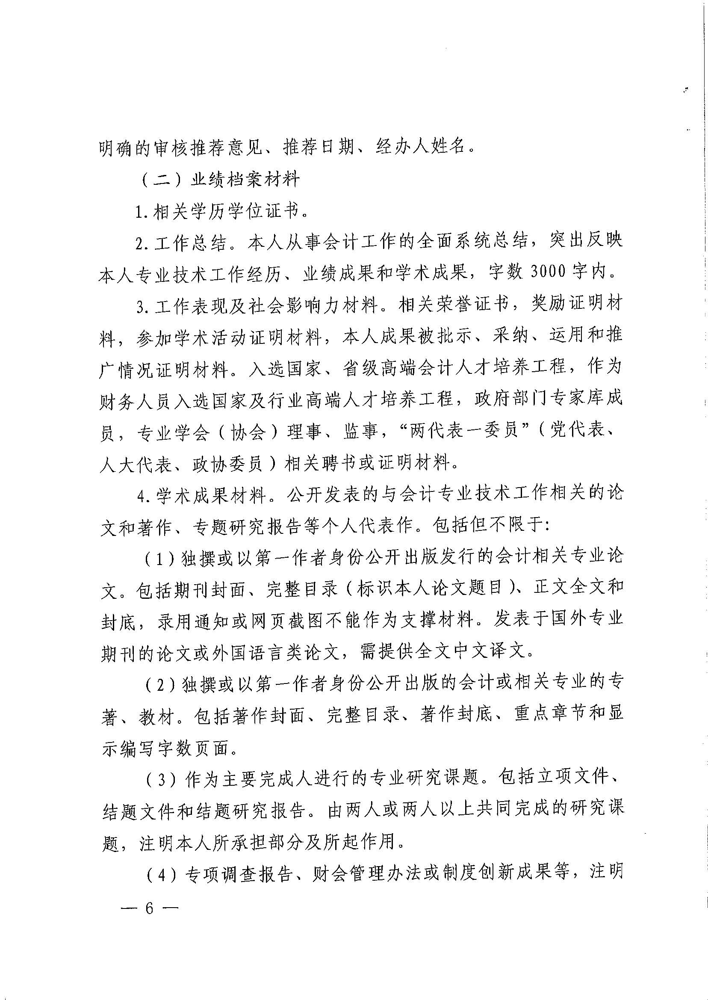 明确的审核推荐意见、推荐日期、经办人姓名。
（二）业绩档案材料
1.相关学历学位证书。
2.工作总结。本人从事会计工作的全面系统总结，突出反映
本人专业技术工作经历、业绩成果和学术成果，字数 3000 字内。
3.工作表现及社会影响力材料。相关荣誉证书，奖励证明材
料，参加学术活动证明材料，本人成果被批示、采纳、运用和推
广情况证明材料。入选国家、省级高端会计人才培养工程，作为
财务人员入选国家及行业高端人才培养工程，政府部门专家库成
员，专业学会（协会）理事、监事，“两代表一委员”（党代表、
人大代表、政协委员）相关聘书或证明材料。
4.学术成果材料。公开发表的与会计专业技术工作相关的论
文和著作、专题研究报告等个人代表作。包括但不限于：
（1）独撰或以第一作者身份公开出版发行的会计相关专业论
文。包括期刊封面、完整目录（标识本人论文题目）、正文全文和
封底，录用通知或网页截图不能作为支撑材料。发表于国外专业
期刊的论文或外国语言类论文，需提供全文中文译文。
（2）独撰或以第一作者身份公开出版的会计或相关专业的专
著、教材。包括著作封面、完整目录、著作封底、重点章节和显
示编写字数页面。
（3）作为主要完成人进行的专业研究课题。包括立项文件、
结题文件和结题研究报告。由两人或两人以上共同完成的研究课
题，注明本人所承担部分及所起作用。
（4）专项调查报告、财会管理办法或制度创新成果等，注明
— 6 —